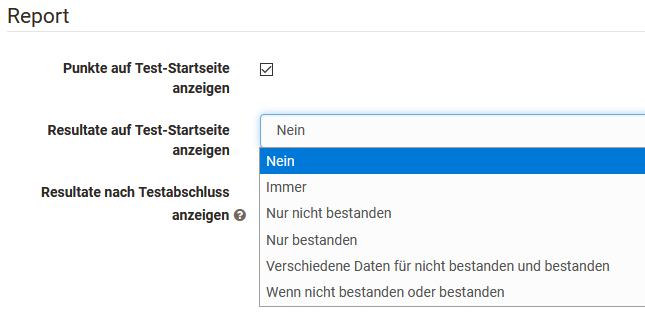 Report
Punkte auf Test-Startseite
anzeigen
Resultate auf Test-Startseite
anzeigen
Nein
Nein
Immer
Nur nicht bestanden
Nur bestanden
Verschiedene Daten für nicht bestanden und bestanden
Wenn nicht bestanden oder bestanden
Resultate nach Testabschluss
anzeigen ?